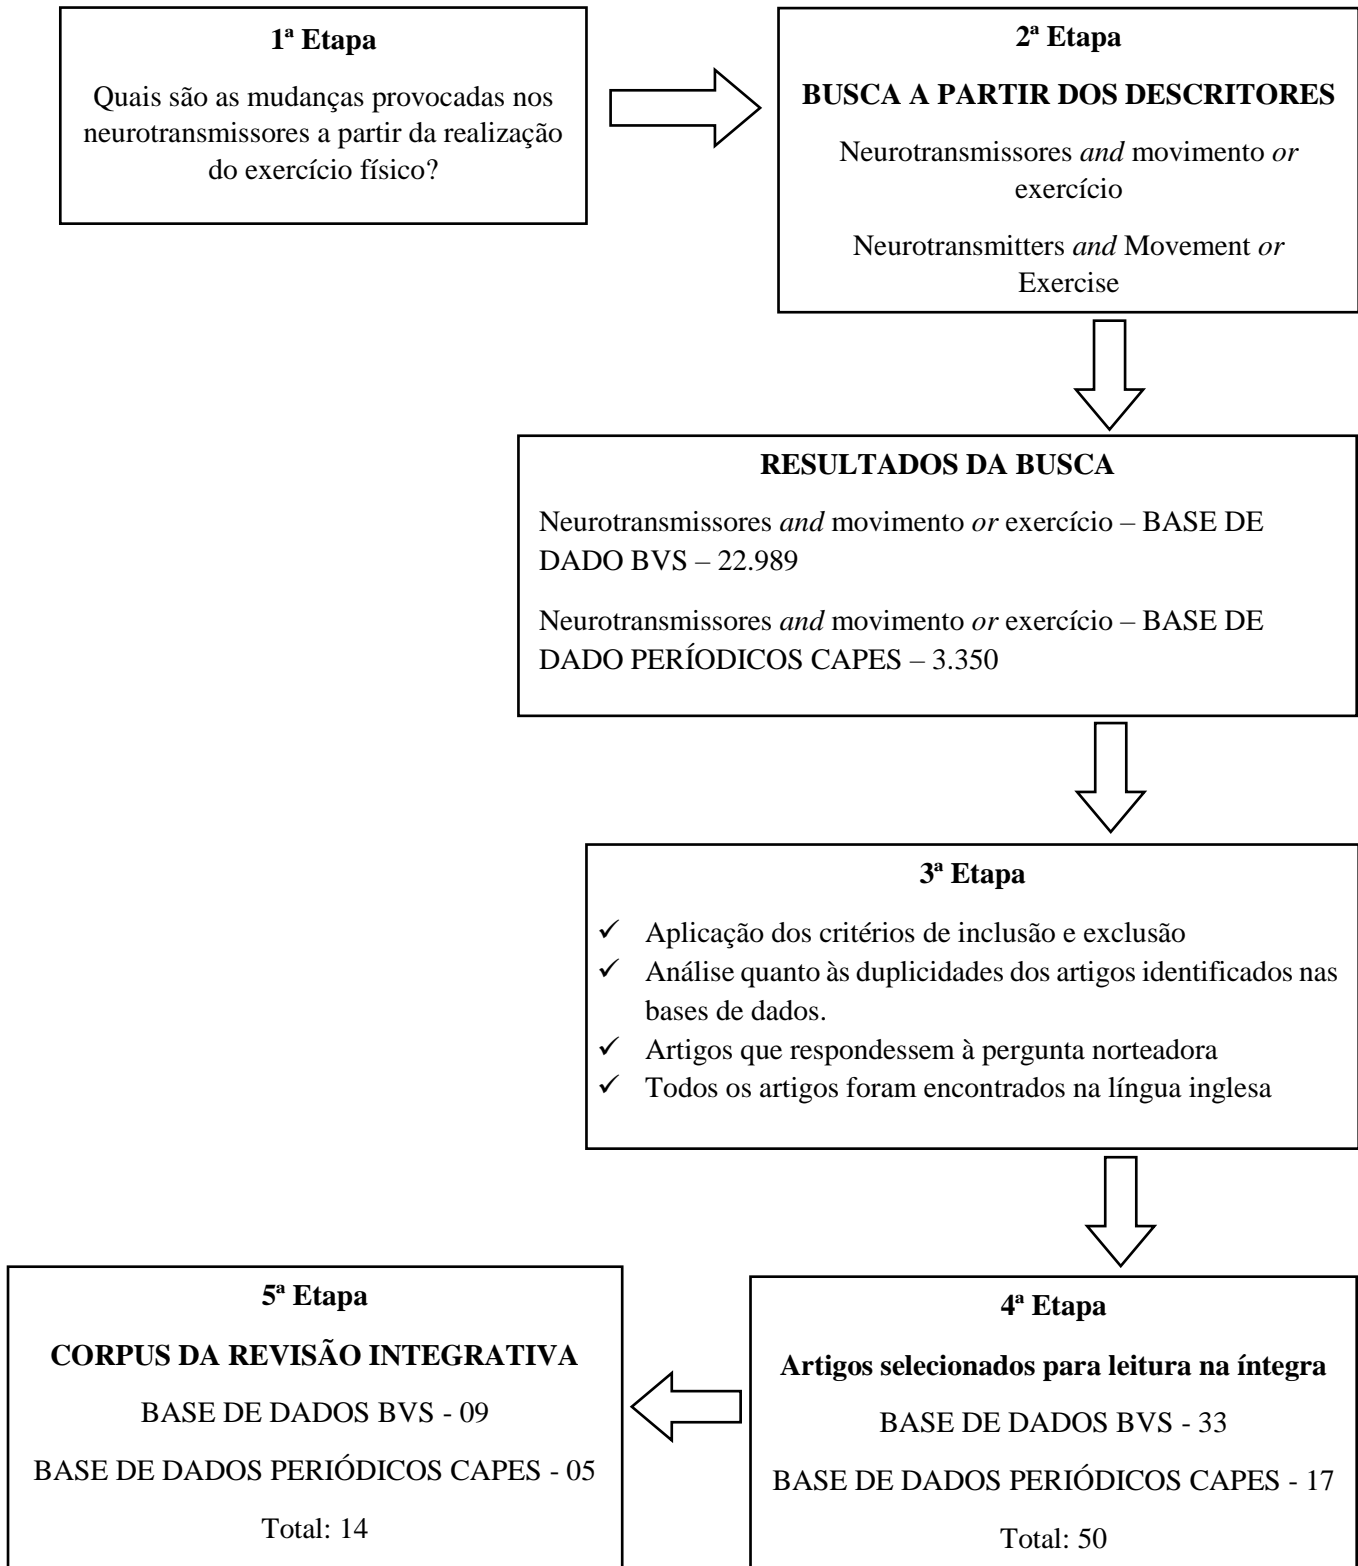 1ª Etapa
Quais são as mudanças provocadas nos
neurotransmissores a partir da realização
do exercício físico?
2ª Etapa
BUSCA A PARTIR DOS DESCRITORES
Neurotransmissores and movimento or
exercício
Neurotransmitters and Movement or
Exercise
RESULTADOS DA BUSCA
Neurotransmissores and movimento or exercício – BASE DE
DADO BVS – 22.989
Neurotransmissores and movimento or exercício – BASE DE
DADO PERÍODICOS CAPES – 3.350
3ª Etapa
✓ Aplicação dos critérios de inclusão e exclusão
✓ Análise quanto às duplicidades dos artigos identificados nas
bases de dados.
✓ Artigos que respondessem à pergunta norteadora
✓ Todos os artigos foram encontrados na língua inglesa
4ª Etapa
Artigos selecionados para leitura na íntegra
BASE DE DADOS BVS - 33
BASE DE DADOS PERIÓDICOS CAPES - 17
Total: 50
5ª Etapa
CORPUS DA REVISÃO INTEGRATIVA
BASE DE DADOS BVS - 09
BASE DE DADOS PERIÓDICOS CAPES - 05
Total: 14